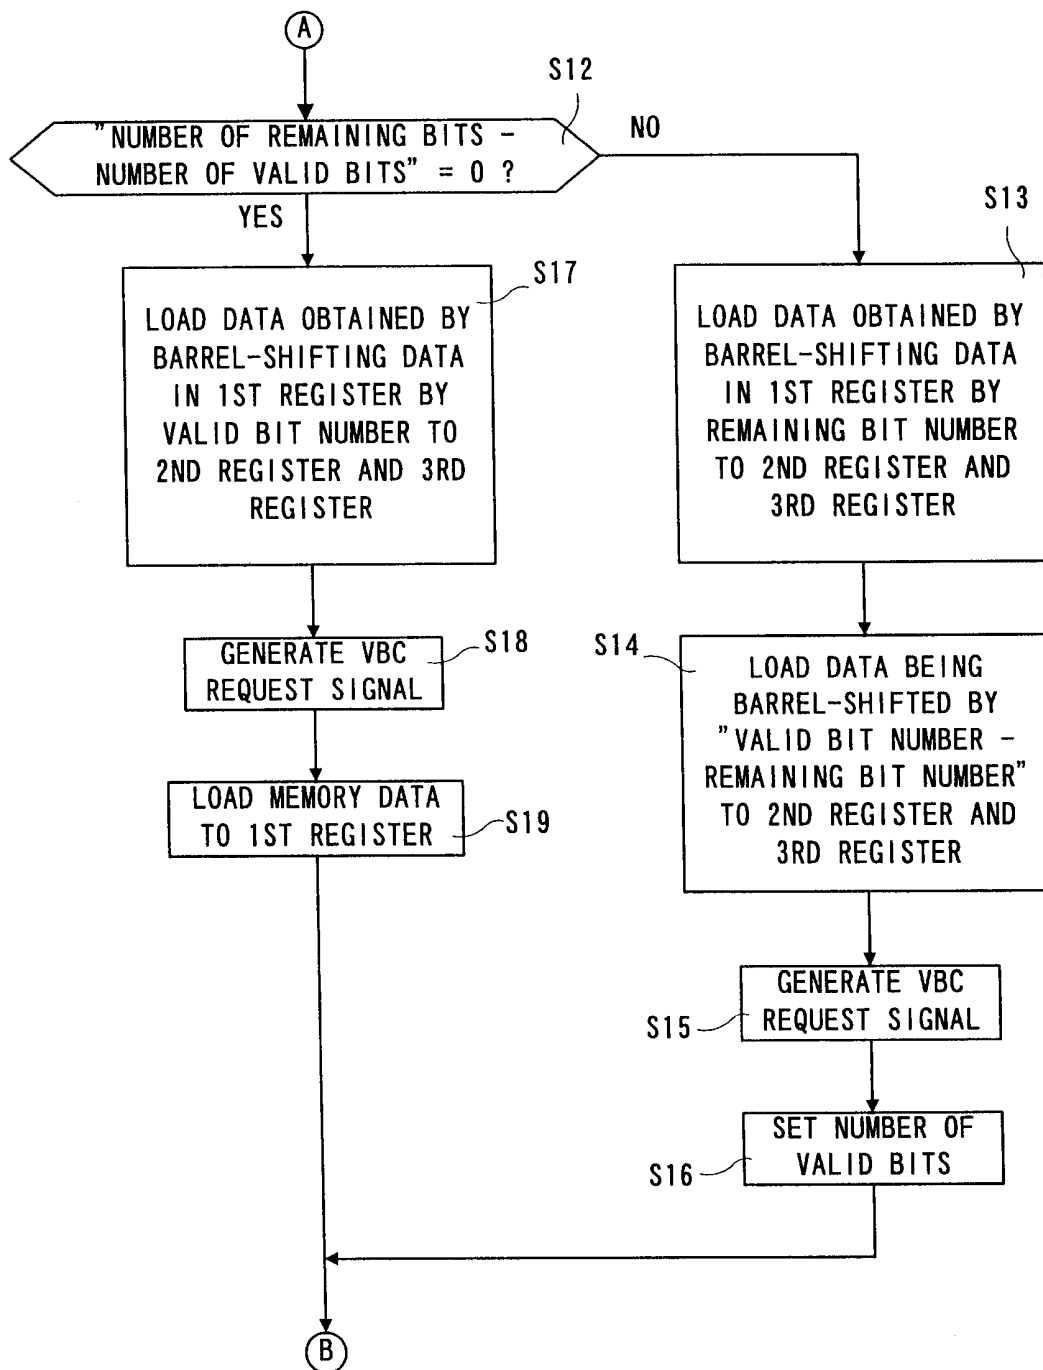 A
S12
"NUMBER OF REMAINING BITS -
NUMBER OF VALID BITS" = 0 ?
NO
YES
S17
LOAD DATA OBTAINED BY
BARREL-SHIFTING DATA
IN 1ST REGISTER BY
VALID BIT NUMBER TO
2ND REGISTER AND 3RD
REGISTER
S18
GENERATE VBC
REQUEST SIGNAL
LOAD MEMORY DATA
TO 1ST REGISTER
S19
S13
LOAD DATA OBTAINED BY
BARREL-SHIFTING DATA
IN 1ST REGISTER BY
REMAINING BIT NUMBER
TO 2ND REGISTER AND
3RD REGISTER
S14
LOAD DATA BEING
BARREL-SHIFTED BY
"VALID BIT NUMBER -
REMAINING BIT NUMBER"
TO 2ND REGISTER AND
3RD REGISTER
GENERATE VBC
REQUEST SIGNAL
S15
SET NUMBER OF
VALID BITS
S16
B